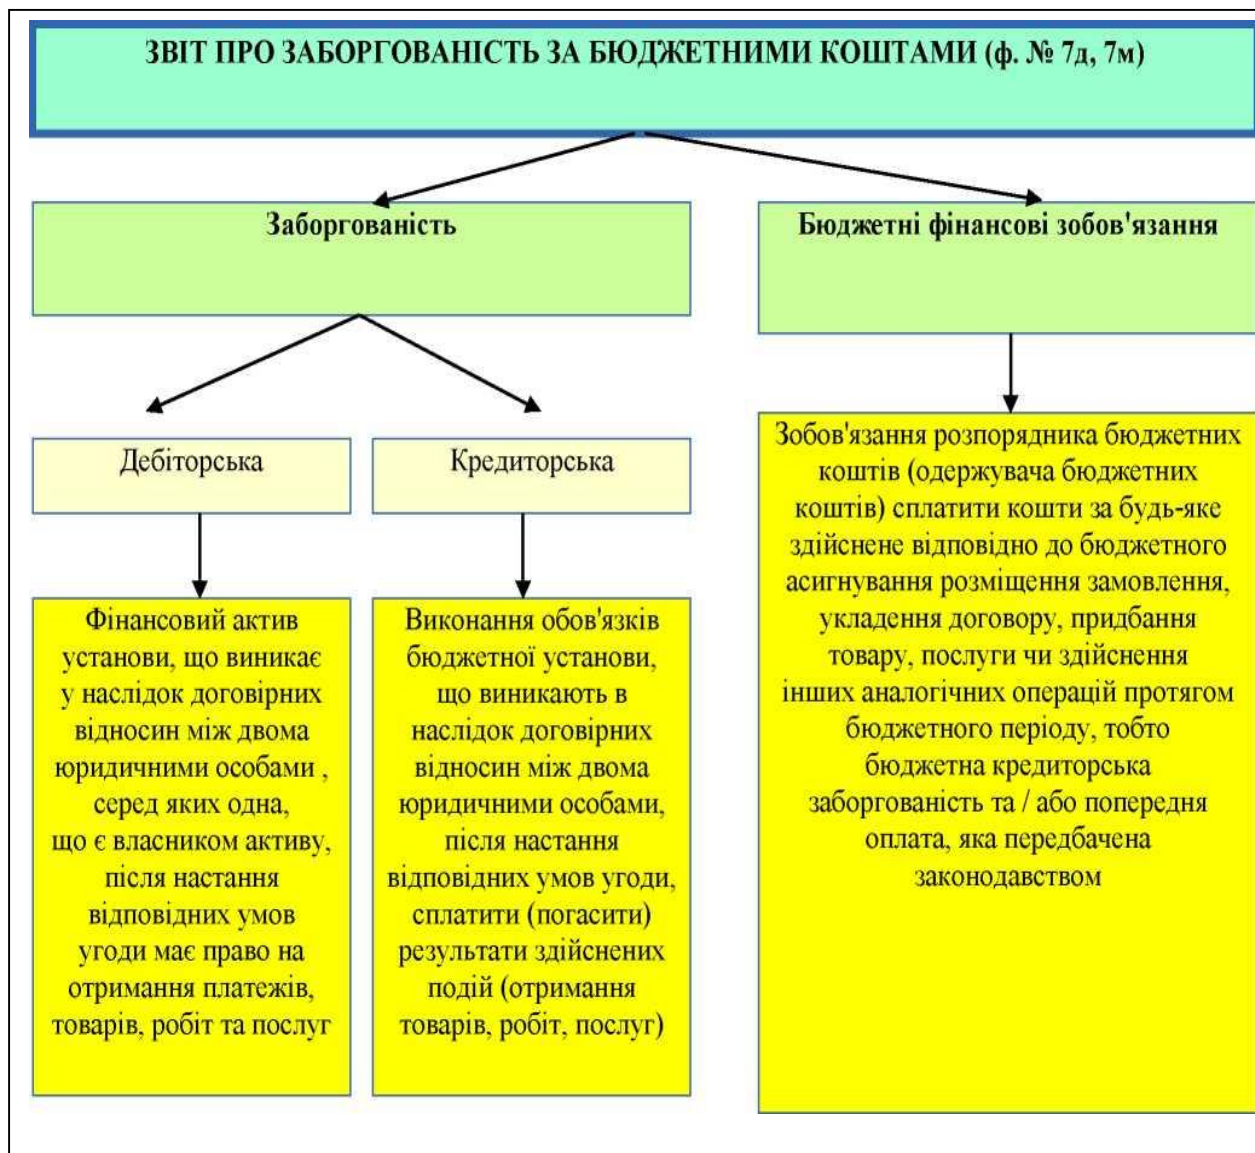 ЗВІТ ПРО ЗАБОРГОВАНІСТЬ ЗА БЮДЖЕТНИМИ КОШТАМИ (ф. № 7д, 7м)
Заборгованість
Бюджетні фінансові зобов'язання
Дебіторська
Кредиторська
Фінансовий актив
установи, що виникає
у наслідок договірних
відносин між двома
юридичними особами ,
серед яких одна,
що є власником активу,
після настання
відповідних умов
угоди має право на
отримання платежів,
товарів, робіт та послуг
Виконання обов'язків
бюджетної установи,
що виникають в
наслідок договірних
відносин між двома
юридичними особами,
після настання
відповідних умов угоди,
сплатити (погасити)
результати здійснених
подій (отримання
товарів, робіт, послуг)
Зобов'язання розпорядника бюджетних
коштів (одержувача бюджетних
коштів) сплатити кошти за будь-яке
здійснене відповідно до бюджетного
асигнування розміщення замовлення,
укладення договору, придбання
товару, послуги чи здійснення
інших аналогічних операцій протягом
бюджетного періоду, тобто
бюджетна кредиторська
заборгованість та / або попередня
оплата, яка передбачена
законодавством